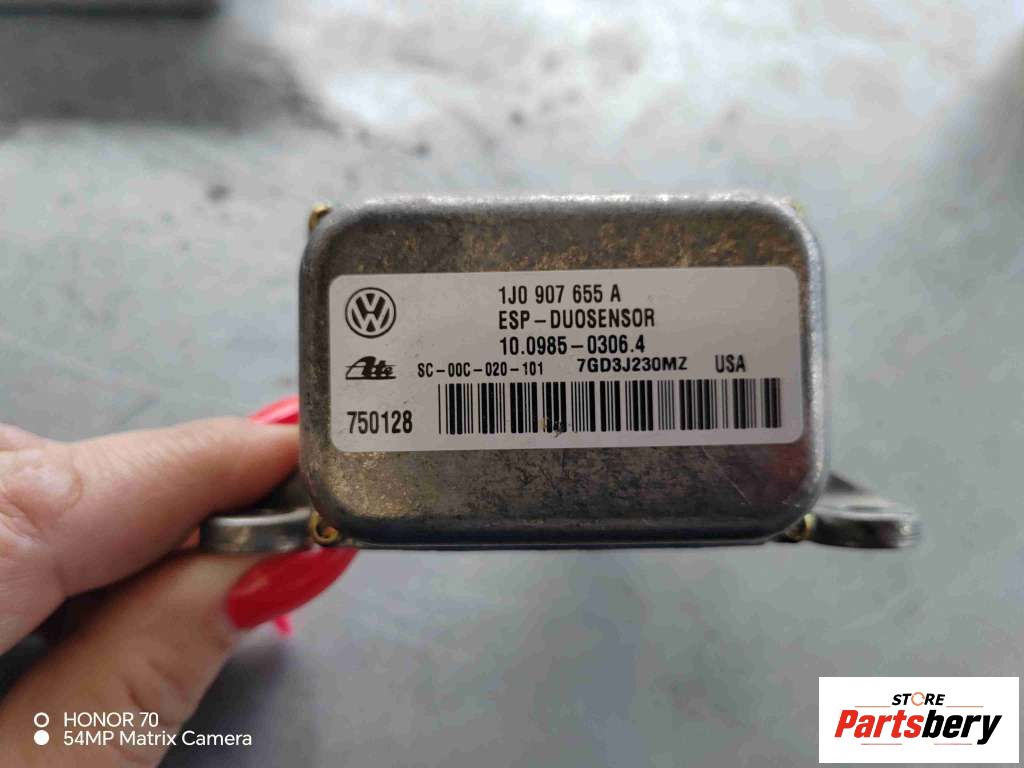 1J0 907 655 A
ESP-DUOSENSOR
10.0985-0306.4
Ate SC-00C-020-101 7GD3J230MZ USA
750128
HONOR 70
54MP Matrix Camera
STORE
Partsbery